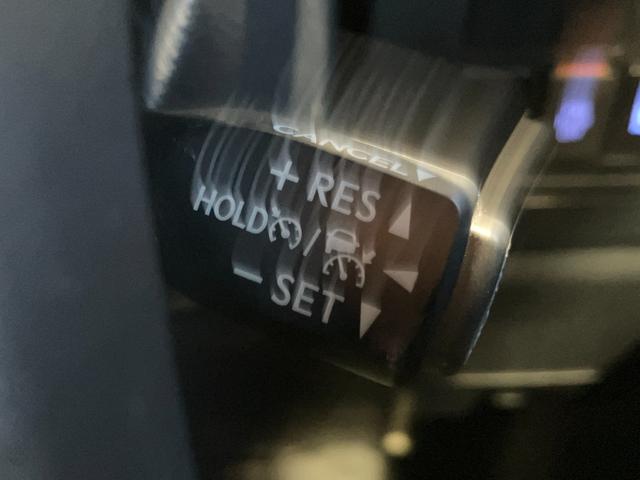 CANCEL
+ RES
HOLD /
- SET